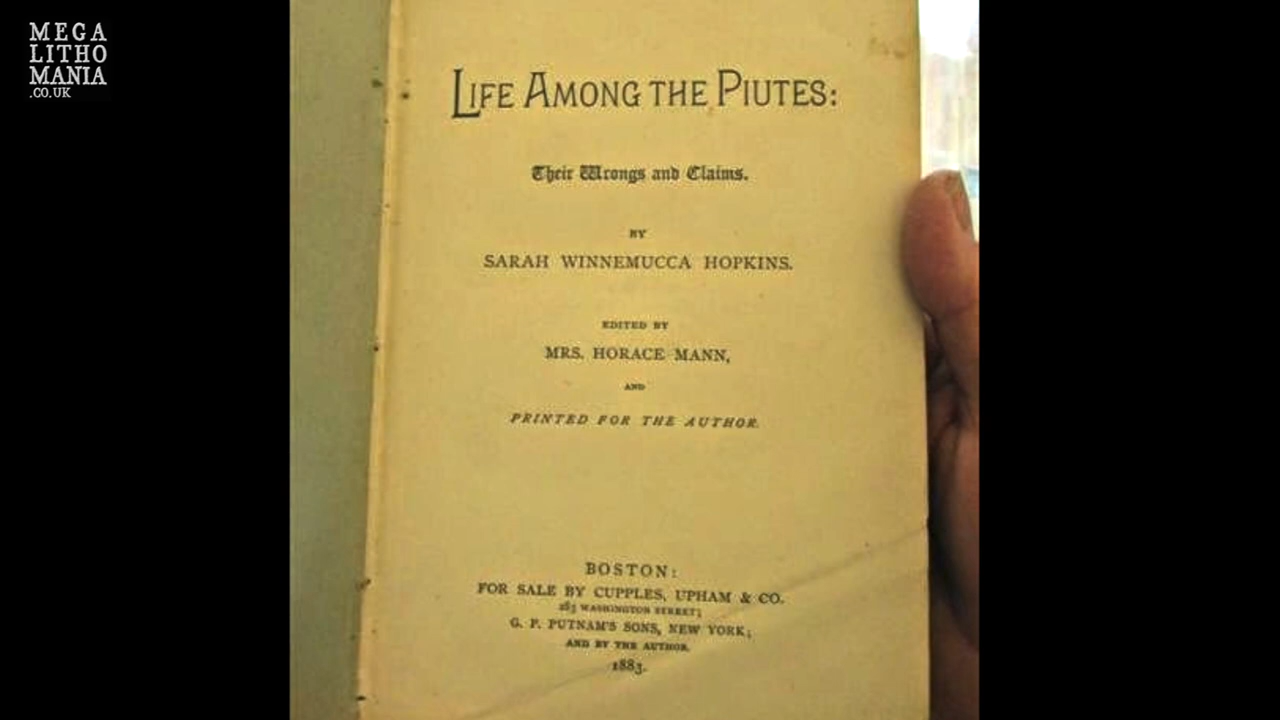 MEGA
LITHO
MANIA
.CO.UK
LIFE AMONG THE PIUTES:
Their Wrongs and Claims.
BY
SARAH WINNEMUCCA HOPKINS.
EDITED BY
MRS. HORACE MANN,
AND
PRINTED FOR THE AUTHOR.
BOSTON:
FOR SALE BY CUPPLES, UPHAM & CO.
283 WASHINGTON STREET;
G. P. PUTNAM'S SONS, NEW YORK;
AND BY THE AUTHOR.
1883.